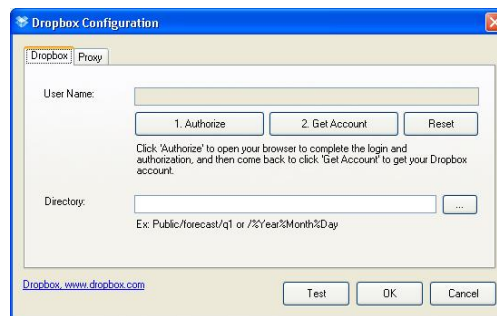 Dropbox Configuration
Dropbox Proxy
User Name:
1. Authorize 2. Get Account Reset
Click 'Authorize' to open your browser to complete the login and
authorization, and then come back to click 'Get Account' to get your Dropbox
account.
Directory:
...
Ex: Public/forecast/q1 or /%Year%Month%Day
Dropbox, www.dropbox.com
Test OK Cancel